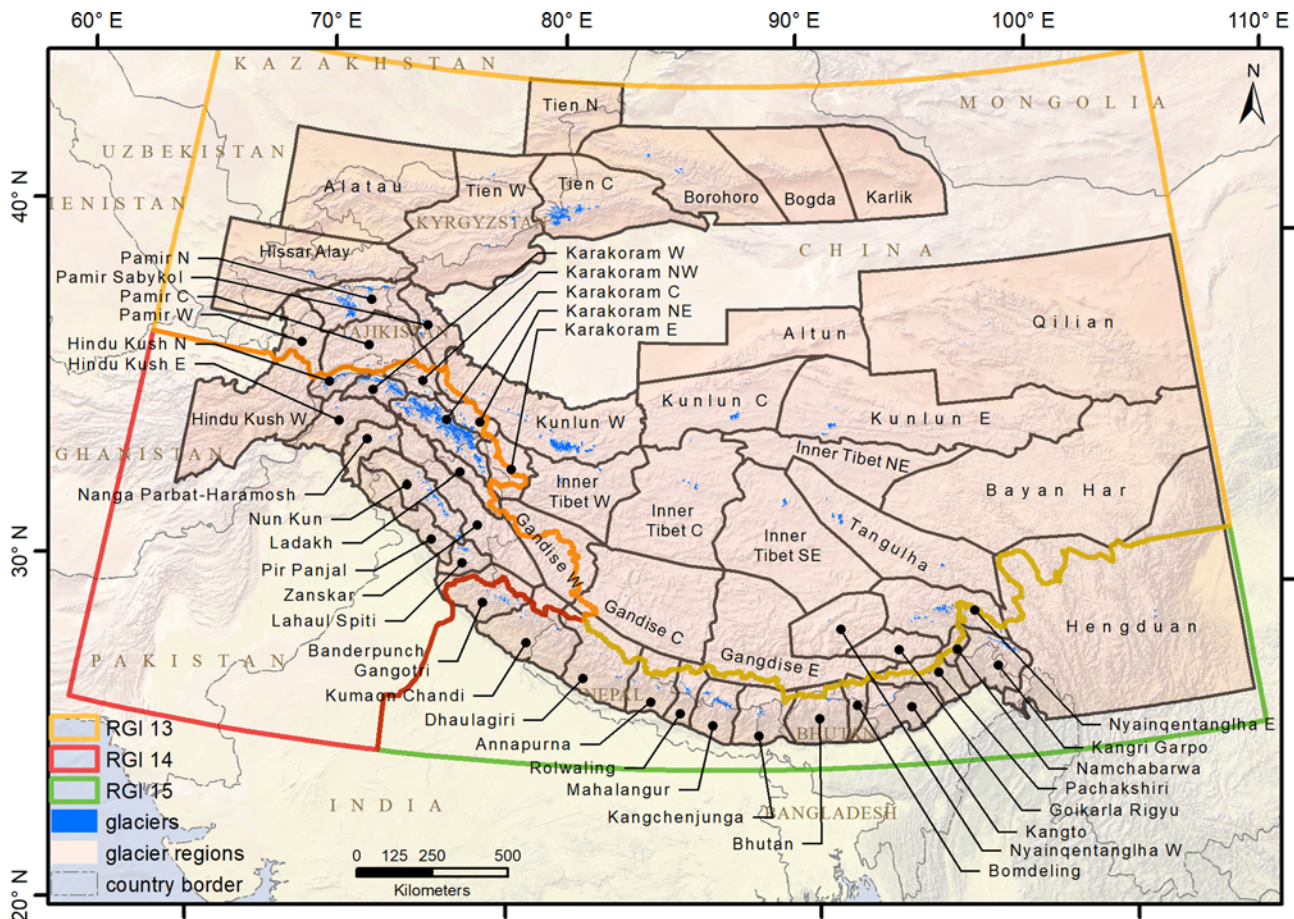 60° E
70° E
80° E
90° E
100° E
110° E
KAZAKHSTAN
N
Tien N
MONGOLIA
UZBEKISTAN
Alatau
Tien W
Tien C
Borohoro
Bogda
Karlik
40° N
40° N
IENISTAN
KYRGYZSTAN
Hissar Alay
CHINA
Pamir N
Pamir Sabykol
Pamir C
Pamir W
Hindu Kush N
Hindu Kush E
Karakoram W
Karakoram NW
Karakoram C
Karakoram NE
Karakoram E
TAJIKISTAN
Altun
Qilian
Hindu Kush W
Kunlun W
Kunlun C
Kunlun E
GHANISTAN
Inner Tibet NE
Nanga Parbat-Haramosh
Inner
Tibet W
Bayan Har
Nun Kun
Inner
Tibet C
Ladakh
Gandise W
Inner
Tibet SE
Tangulha
30° N
30° N
Pir Panjal
Zanskar
Lahaul Spiti
Gandise C
Hengduan
Banderpunch
Gangotri
Gangdise E
PAKISTAN
Kumaon Chandi
NEPAL
Dhaulagiri
BHUTAN
Annapurna
Rolwaling
Mahalangur
Kangchenjunga
Bhutan
Nyainqentanglha E
Kangri Garpo
Namchabarwa
Pachakshiri
Goikarla Rigyu
Kangto
Nyainqentanglha W
Bomdeling
INDIA
BANGLADESH
RGI 13
RGI 14
RGI 15
glaciers
glacier regions
country border
0 125 250 500
Kilometers
20° N
20° N